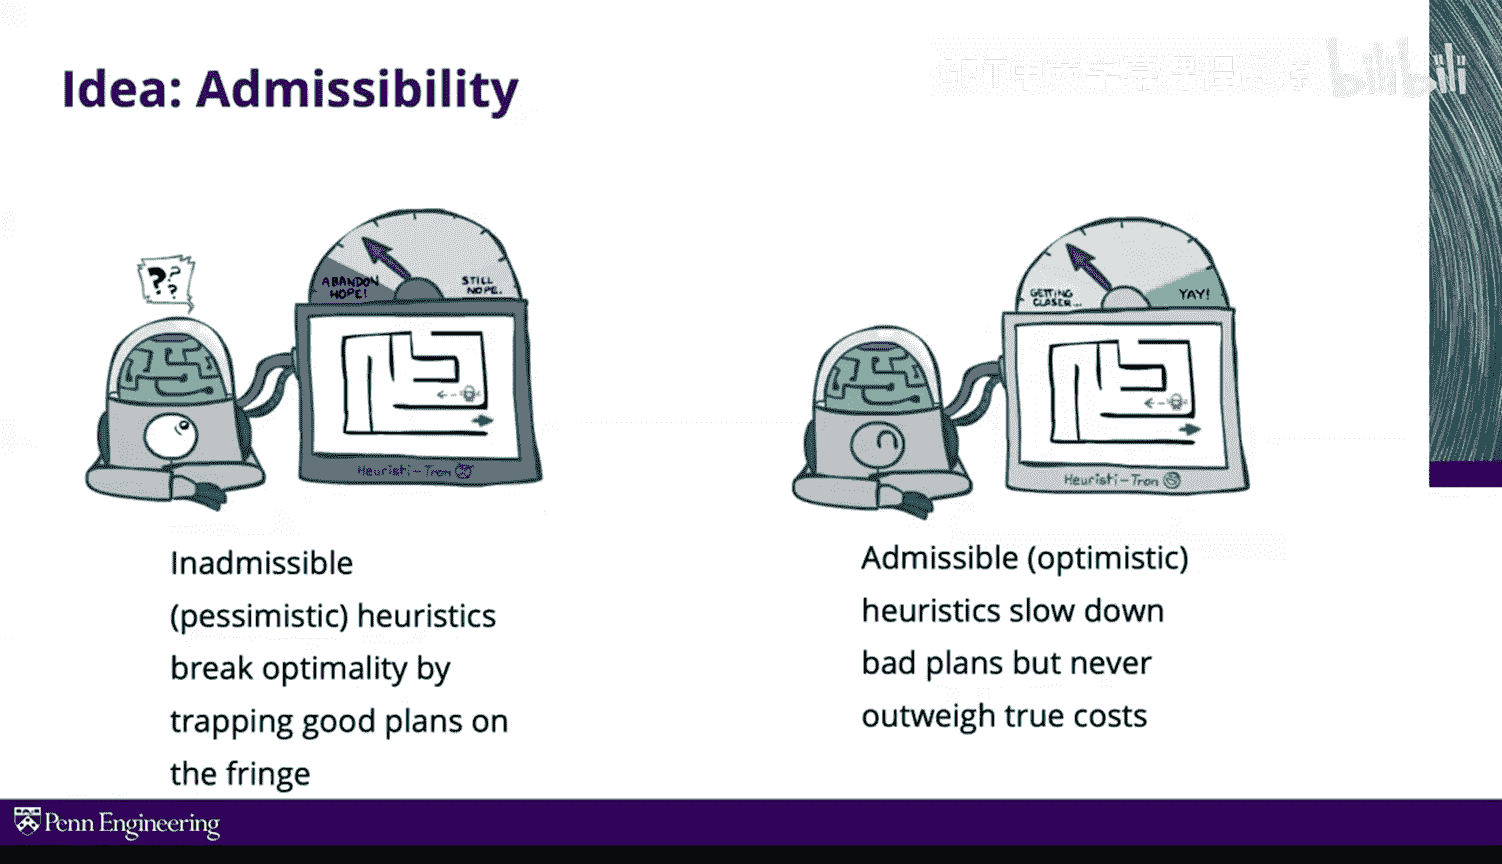 Idea: Admissibility
bilibili
???
ABANDON
HOPE!
STILL
NOPE.
Heuristi-Tron
GETTING
CLOSER...
YAY!
Heuristi-Tron
Inadmissible
(pessimistic) heuristics
break optimality by
trapping good plans on
the fringe
Admissible (optimistic)
heuristics slow down
bad plans but never
outweigh true costs
Penn Engineering